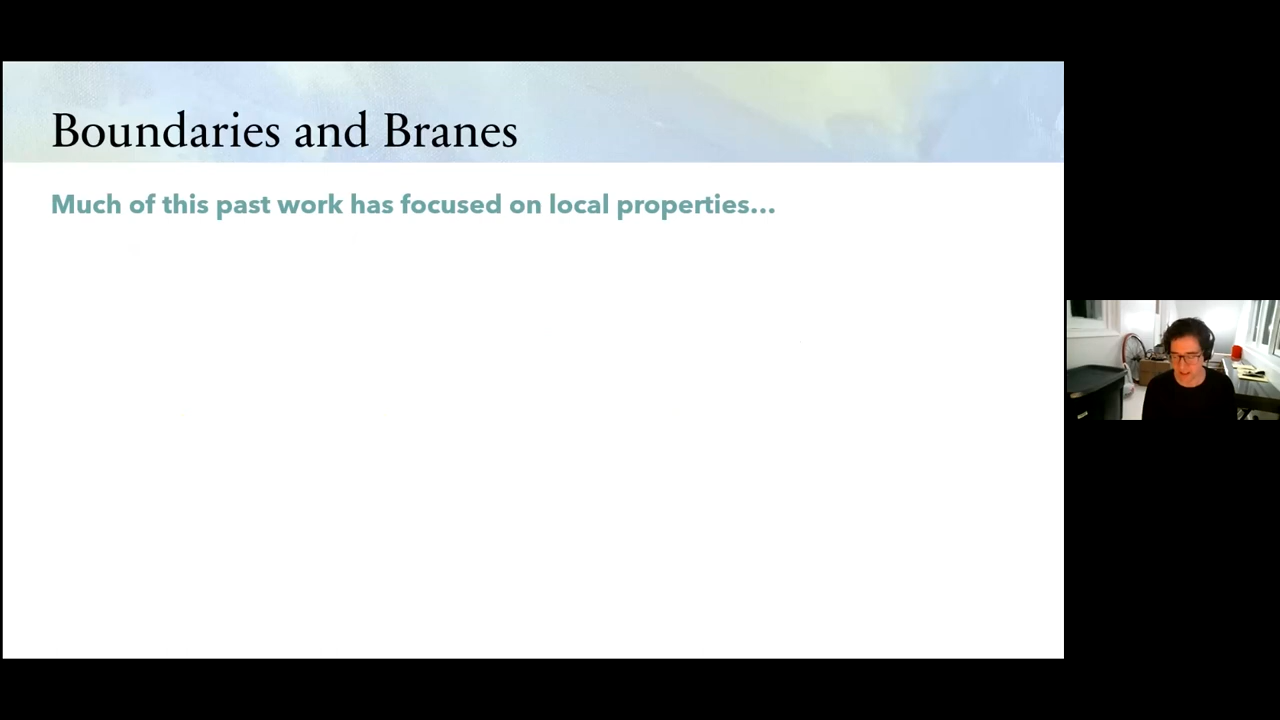 Boundaries and Branes
Much of this past work has focused on local properties...